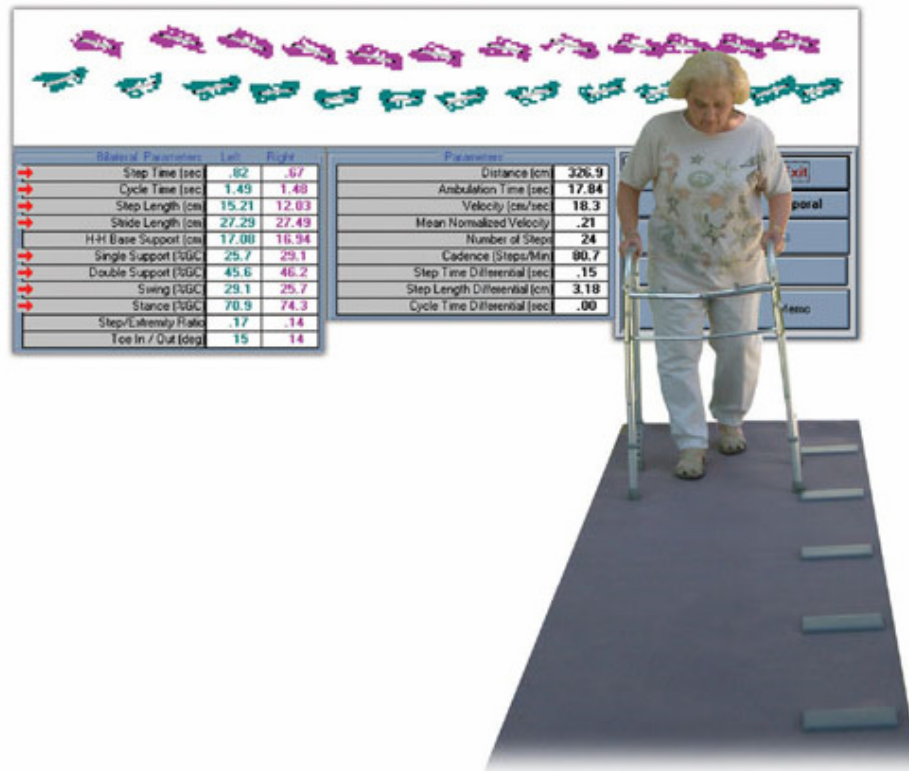 Bilateral Parameters Left Right
Step Time (sec) .82 .67
Cycle Time (sec) 1.49 1.48
Step Length (cm) 15.21 12.03
Stride Length (cm) 27.29 27.49
H-H Base Support (cm) 17.08 16.94
Single Support (%GC) 25.7 29.1
Double Support (%GC) 45.6 46.2
Swing (%GC) 29.1 25.7
Stance (%GC) 70.9 74.3
Step/Extremity Ratio .17 .14
Toe In / Out (deg) 15 14
Parameters
Distance (cm) 326.9
Ambulation Time (sec) 17.84
Velocity (cm/sec) 18.3
Mean Normalized Velocity .21
Number of Steps 24
Cadence (Steps/Min) 80.7
Step Time Differential (sec) .15
Step Length Differential (cm) 3.18
Cycle Time Differential (sec) .00
Exit
poral
Memo